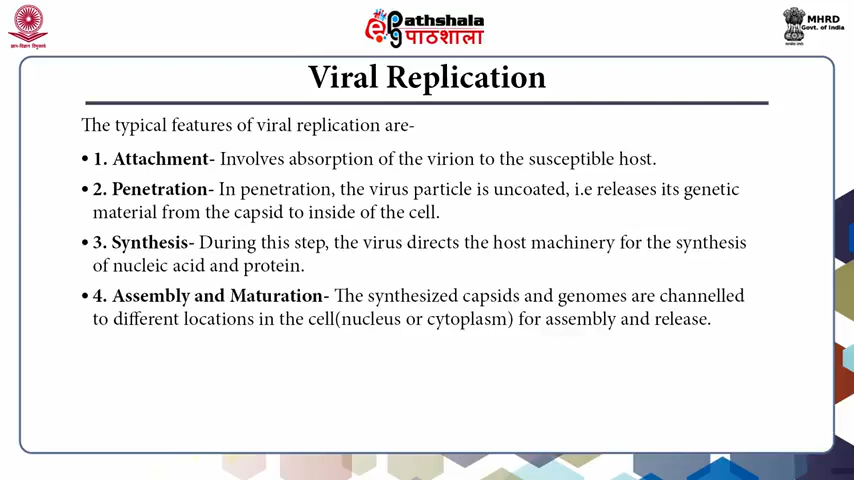 ज्ञान-विज्ञान विमुक्तये
ePathshala
पाठशाला
MHRD
Govt. of India
Viral Replication
The typical features of viral replication are-
• 1. Attachment- Involves absorption of the virion to the susceptible host.
• 2. Penetration- In penetration, the virus particle is uncoated, i.e releases its genetic
material from the capsid to inside of the cell.
• 3. Synthesis- During this step, the virus directs the host machinery for the synthesis
of nucleic acid and protein.
• 4. Assembly and Maturation- The synthesized capsids and genomes are channelled
to different locations in the cell(nucleus or cytoplasm) for assembly and release.